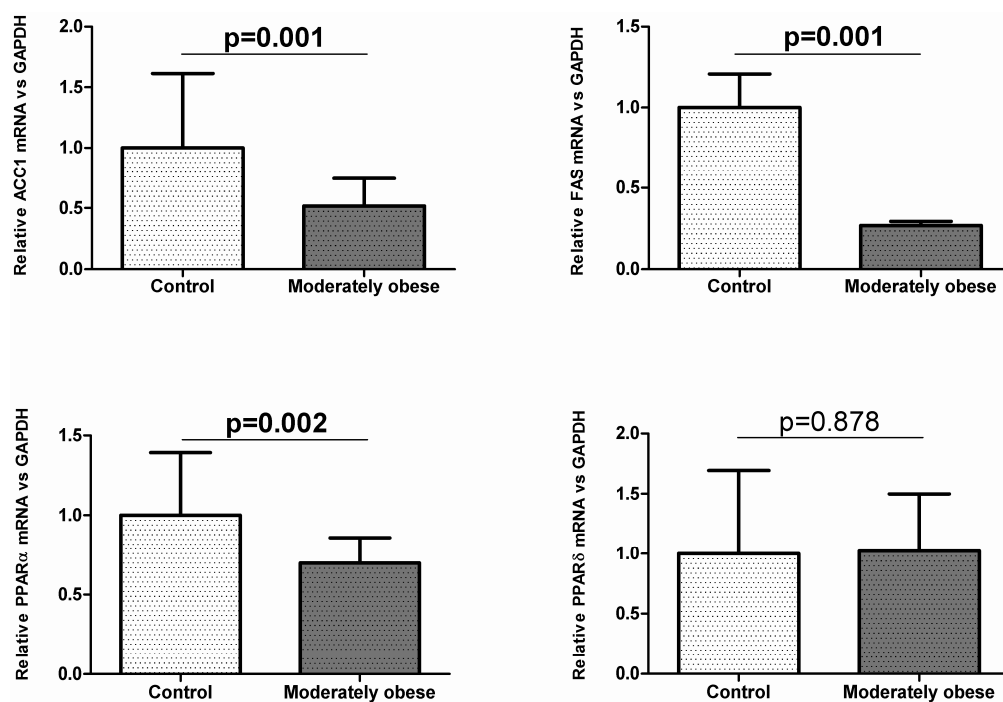 Relative ACC1 mRNA vs GAPDH
2.0
1.5
1.0
0.5
0.0
p=0.001
Control
Moderately obese
Relative FAS mRNA vs GAPDH
1.5
1.0
0.5
0.0
p=0.001
Control
Moderately obese
Relative PPARα mRNA vs GAPDH
1.5
1.0
0.5
0.0
p=0.002
Control
Moderately obese
Relative PPARδ mRNA vs GAPDH
2.0
1.5
1.0
0.5
0.0
p=0.878
Control
Moderately obese